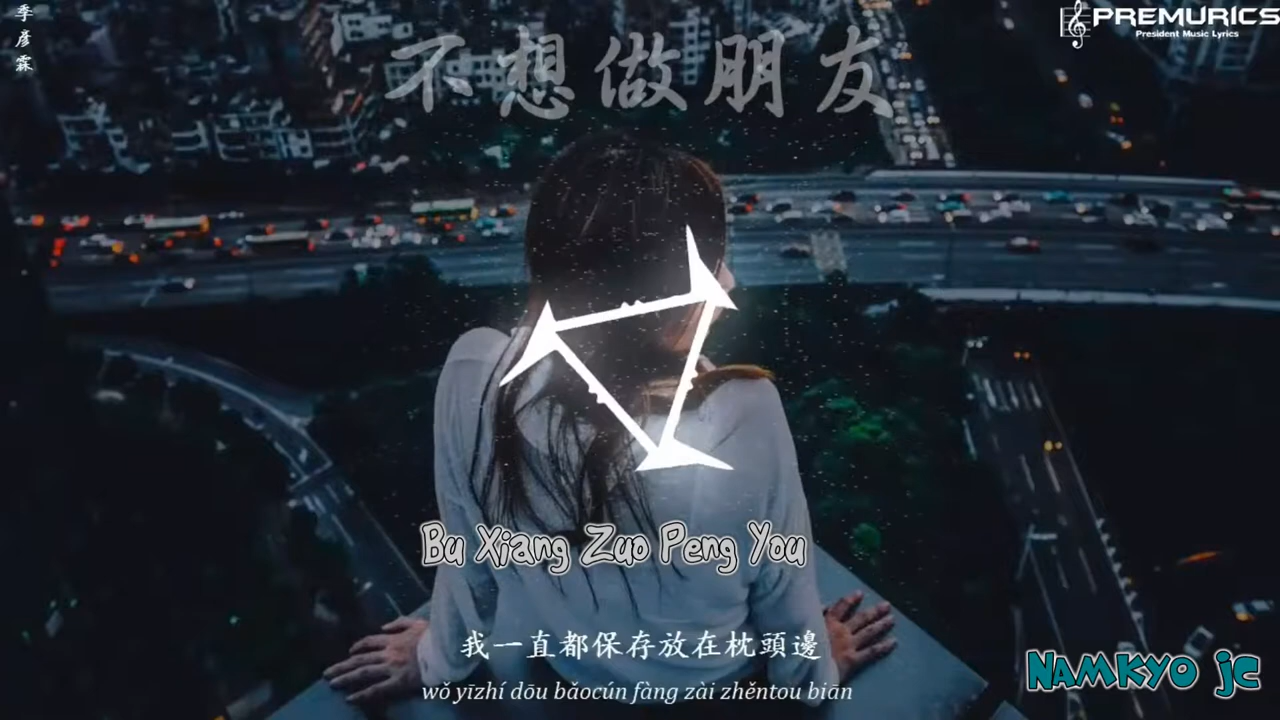 季彥霖
PREMURICS
President Music Lyrics
不想做朋友
Bu Xiang Zuo Peng You
我一直都保存放在枕頭邊
wǒ yīzhí dōu bǎocún fàng zài zhěntou biān
NAMKYO JC